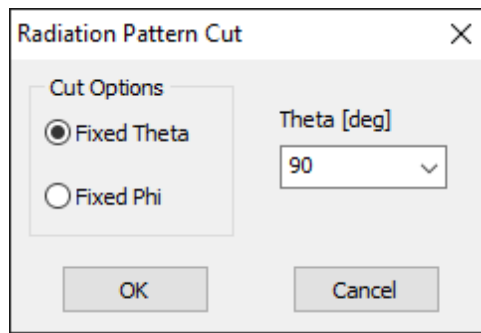 Radiation Pattern Cut
Cut Options
Fixed Theta
Fixed Phi
Theta [deg]
90
OK
Cancel